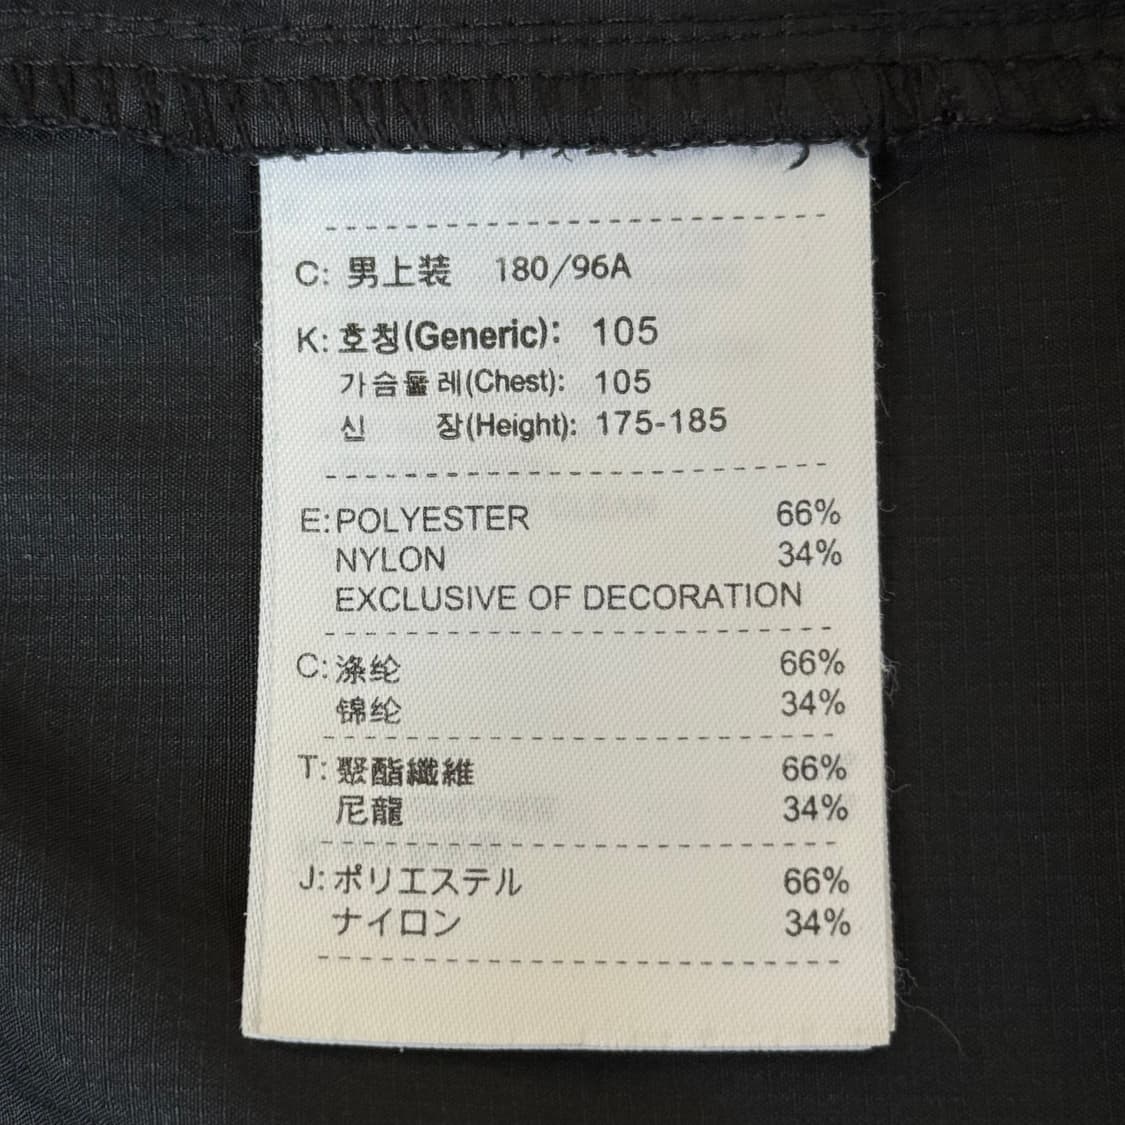 C: 男上装 180/96A
K: 호칭(Generic): 105
가슴둘레(Chest): 105
신 장(Height): 175-185
E: POLYESTER 66%
NYLON 34%
EXCLUSIVE OF DECORATION
C: 涤纶 66%
锦纶 34%
T: 聚酯纖維 66%
尼龍 34%
J: ポリエステル 66%
ナイロン 34%